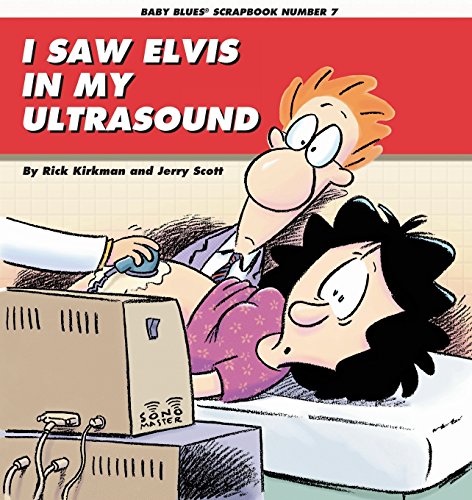 BABY BLUES® SCRAPBOOK NUMBER 7
I SAW ELVIS
IN MY
ULTRASOUND
By Rick Kirkman and Jerry Scott
SONO
MASTER